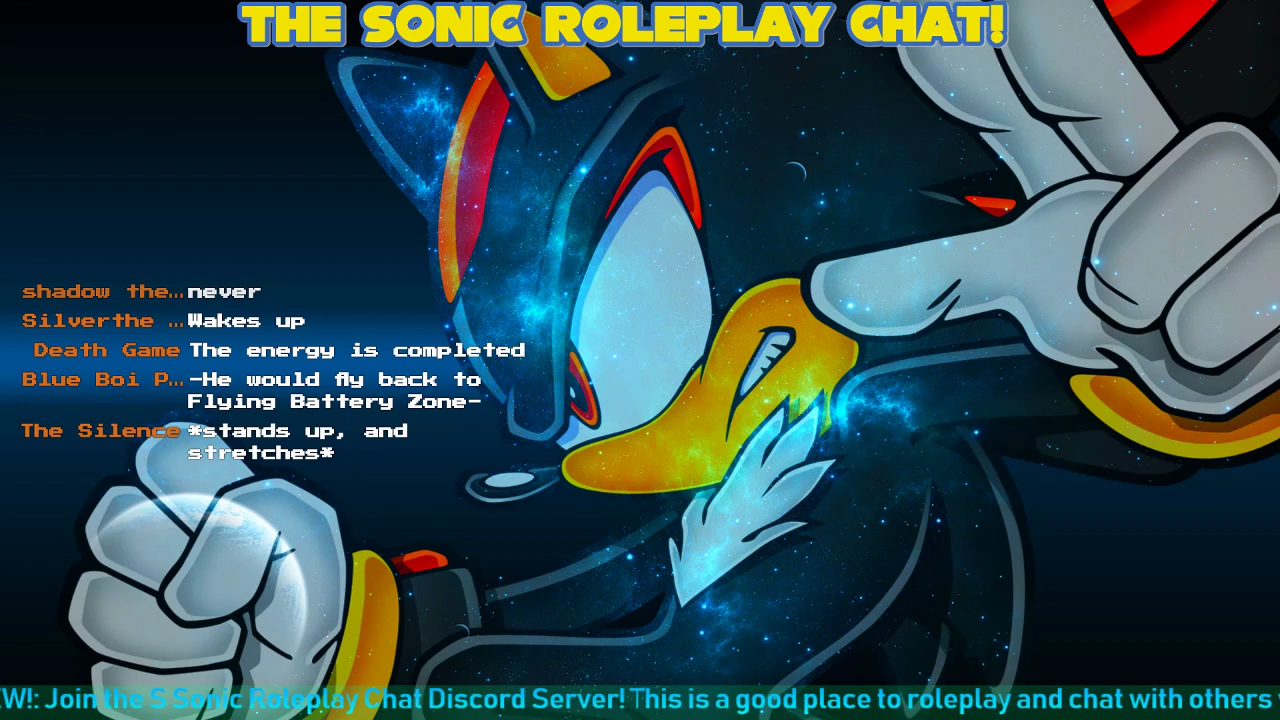 THE SONIC ROLEPLAY CHAT!
shadow the... never
Silverthe ... Wakes up
Death Game The energy is completed
Blue Boi P... -He would fly back to
Flying Battery Zone-
The Silence *stands up, and
stretches*
EW!: Join the S Sonic Roleplay Chat Discord Server! This is a good place to roleplay and chat with others